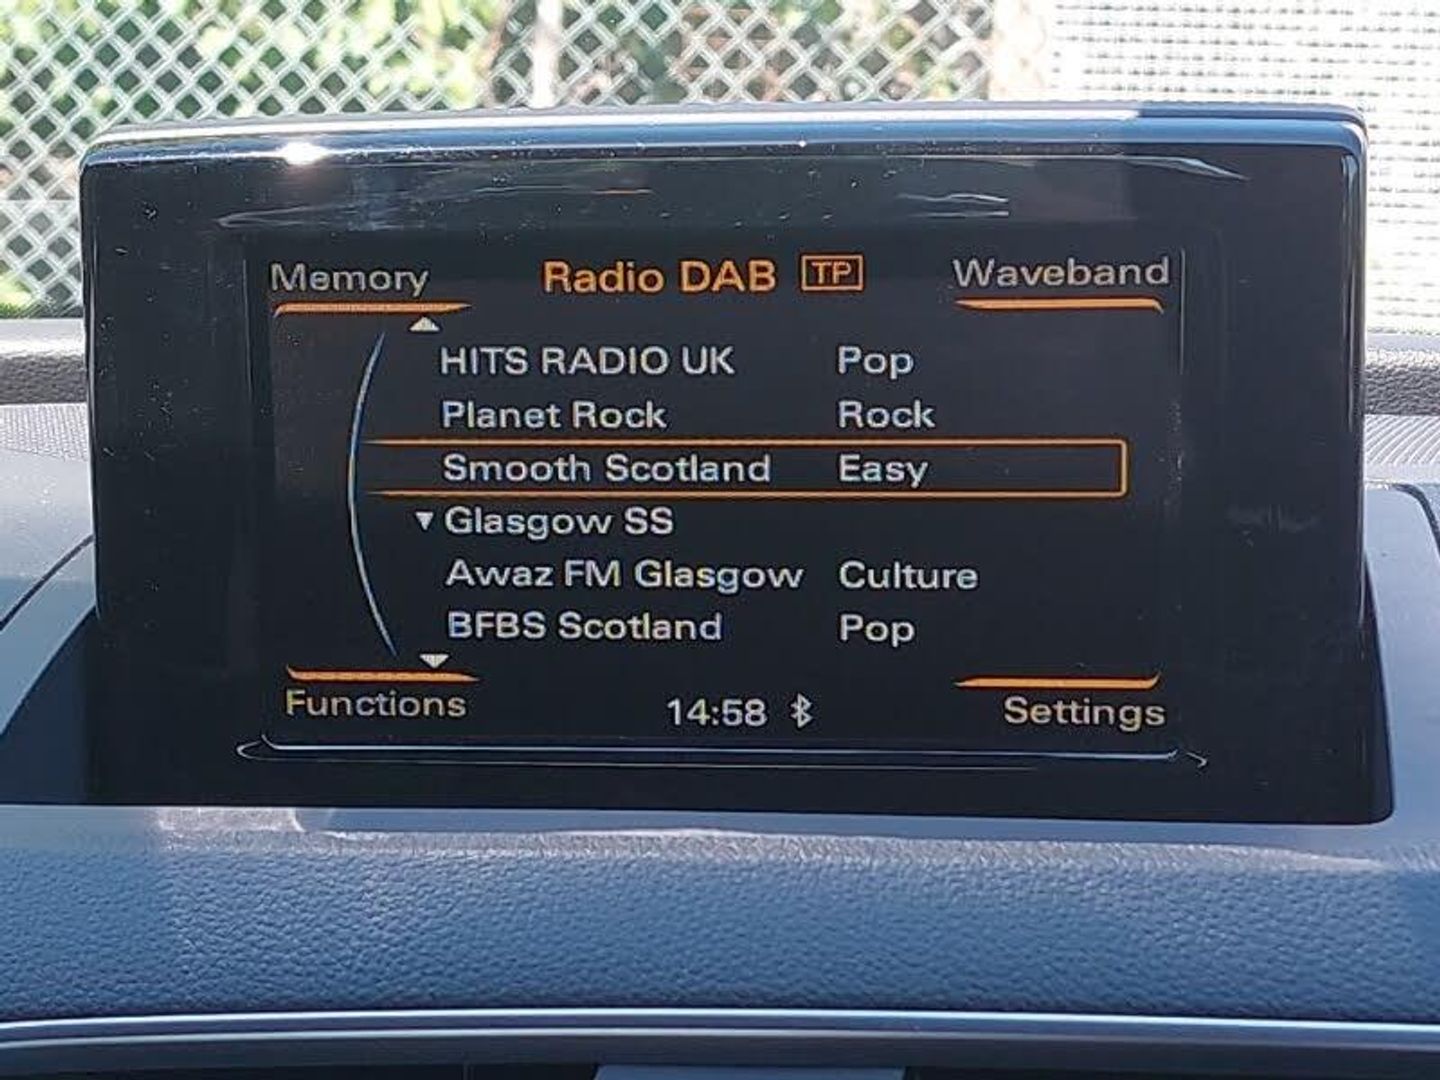 Memory Radio DAB TP Waveband
HITS RADIO UK Pop
Planet Rock Rock
Smooth Scotland Easy
▼ Glasgow SS
Awaz FM Glasgow Culture
BFBS Scotland Pop
Functions 14:58 Settings